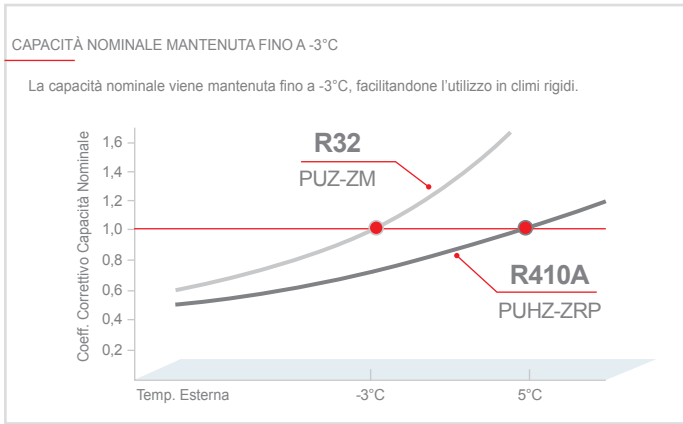 CAPACITÀ NOMINALE MANTENUTA FINO A -3°C
La capacità nominale viene mantenuta fino a -3°C, facilitandone l’utilizzo in climi rigidi.
Coeff. Correttivo Capacità Nominale
1,6
1,4
1,2
1,0
0,8
0,6
0,4
0,2
R32
PUZ-ZM
R410A
PUHZ-ZRP
Temp. Esterna
-3°C
5°C